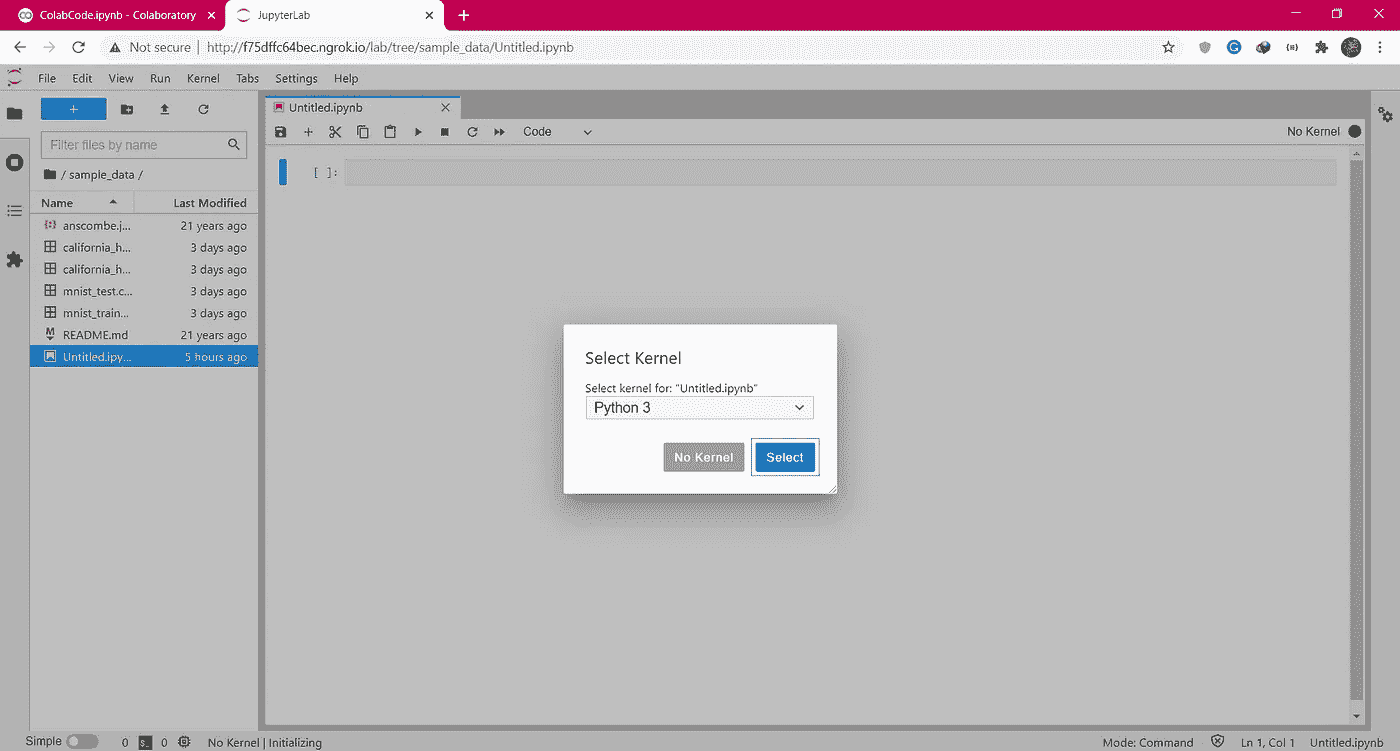 ColabCode.ipynb - Colaboratory
JupyterLab
Not secure | http://f75dffc64bec.ngrok.io/lab/tree/sample_data/Untitled.ipynb
File Edit View Run Kernel Tabs Settings Help
Untitled.ipynb
Code
No Kernel
Filter files by name
[ ]:
/ sample_data /
Name Last Modified
anscombe.j... 21 years ago
california_h... 3 days ago
california_h... 3 days ago
mnist_test.c... 3 days ago
mnist_train... 3 days ago
README.md 21 years ago
Untitled.ipy... 5 hours ago
Select Kernel
Select kernel for: "Untitled.ipynb"
Python 3
No Kernel Select
Simple 0 $_ 0 No Kernel | Initializing Mode: Command Ln 1, Col 1 Untitled.ipynb